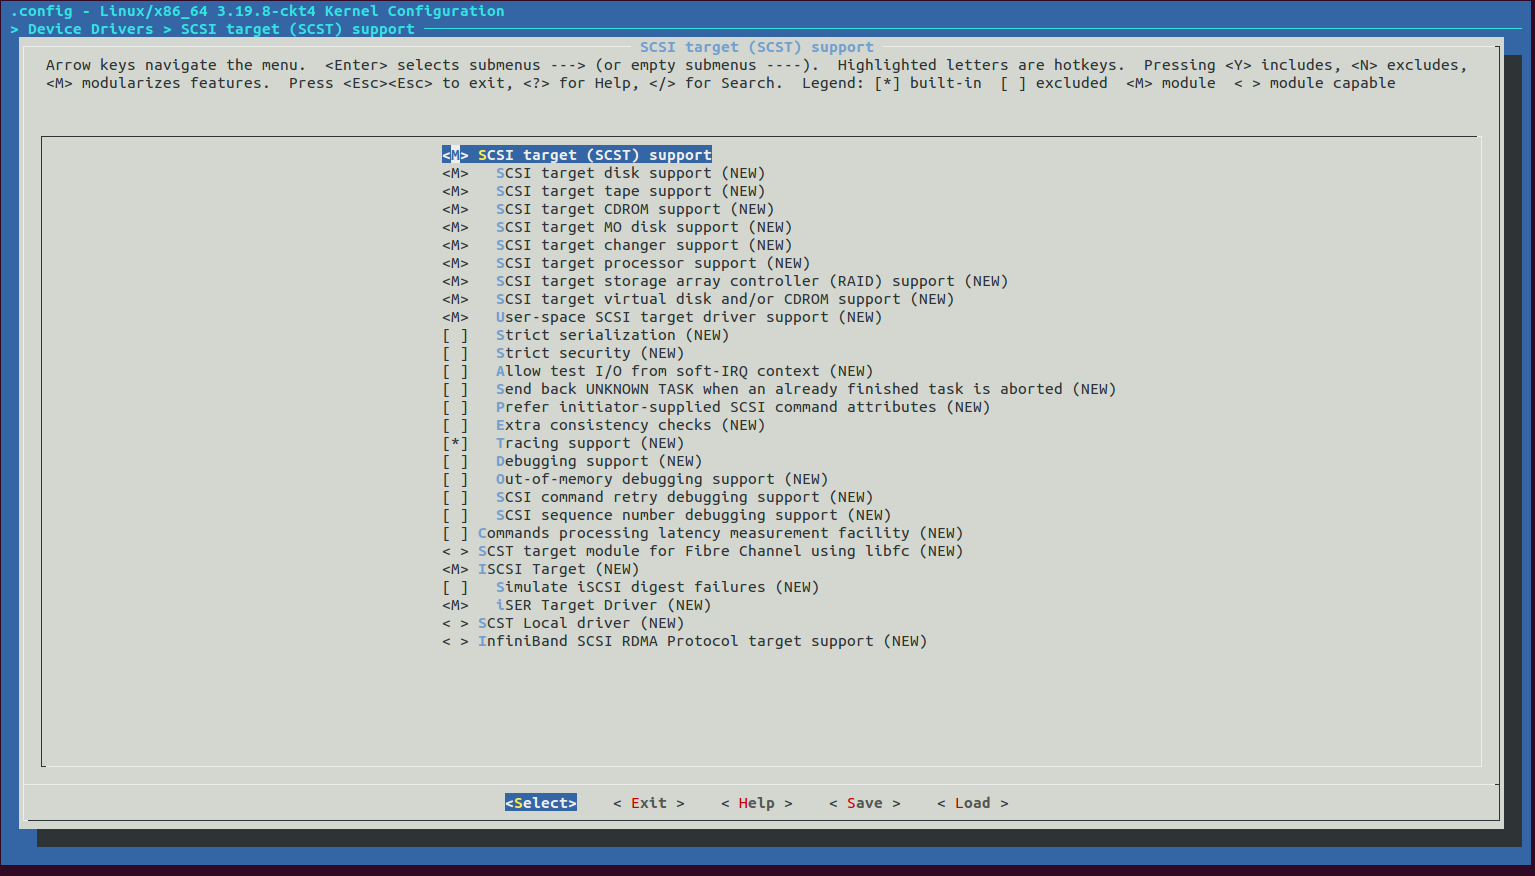 .config - Linux/x86_64 3.19.8-ckt4 Kernel Configuration
> Device Drivers > SCSI target (SCST) support
SCSI target (SCST) support
Arrow keys navigate the menu.  <Enter> selects submenus ---> (or empty submenus ----).  Highlighted letters are hotkeys.  Pressing <Y> includes, <N> excludes,
<M> modularizes features.  Press <Esc><Esc> to exit, <?> for Help, </> for Search.  Legend: [*] built-in  [ ] excluded  <M> module  < > module capable
<M> SCSI target (SCST) support
<M>   SCSI target disk support (NEW)
<M>   SCSI target tape support (NEW)
<M>   SCSI target CDROM support (NEW)
<M>   SCSI target MO disk support (NEW)
<M>   SCSI target changer support (NEW)
<M>   SCSI target processor support (NEW)
<M>   SCSI target storage array controller (RAID) support (NEW)
<M>   SCSI target virtual disk and/or CDROM support (NEW)
<M>   User-space SCSI target driver support (NEW)
[ ]   Strict serialization (NEW)
[ ]   Strict security (NEW)
[ ]   Allow test I/O from soft-IRQ context (NEW)
[ ]   Send back UNKNOWN TASK when an already finished task is aborted (NEW)
[ ]   Prefer initiator-supplied SCSI command attributes (NEW)
[ ]   Extra consistency checks (NEW)
[*]   Tracing support (NEW)
[ ]   Debugging support (NEW)
[ ]   Out-of-memory debugging support (NEW)
[ ]   SCSI command retry debugging support (NEW)
[ ]   SCSI sequence number debugging support (NEW)
[ ] Commands processing latency measurement facility (NEW)
< > SCST target module for Fibre Channel using libfc (NEW)
<M> ISCSI Target (NEW)
[ ]   Simulate iSCSI digest failures (NEW)
<M>   iSER Target Driver (NEW)
< > SCST Local driver (NEW)
< > InfiniBand SCSI RDMA Protocol target support (NEW)
<Select>    < Exit >    < Help >    < Save >    < Load >